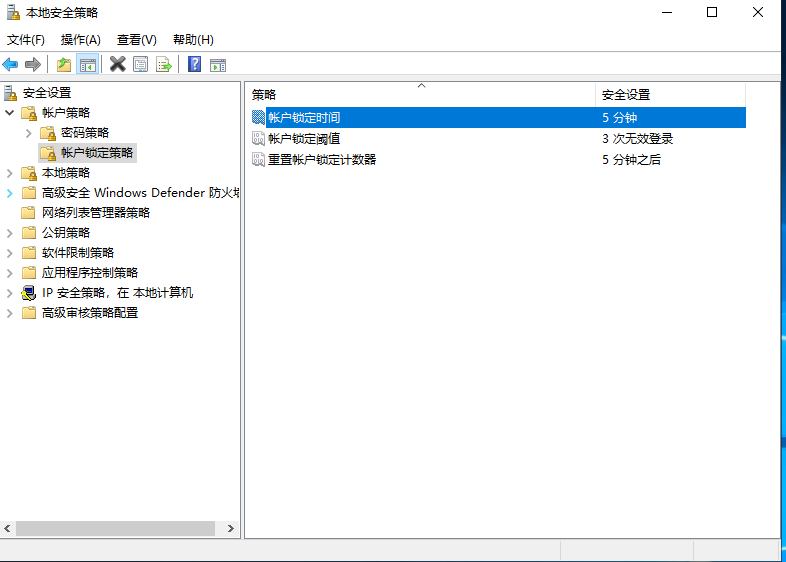 本地安全策略
文件(F) 操作(A) 查看(V) 帮助(H)
安全设置
帐户策略
密码策略
帐户锁定策略
本地策略
高级安全 Windows Defender 防火
网络列表管理器策略
公钥策略
软件限制策略
应用程序控制策略
IP 安全策略，在 本地计算机
高级审核策略配置
策略 安全设置
帐户锁定时间 5 分钟
帐户锁定阈值 3 次无效登录
重置帐户锁定计数器 5 分钟之后